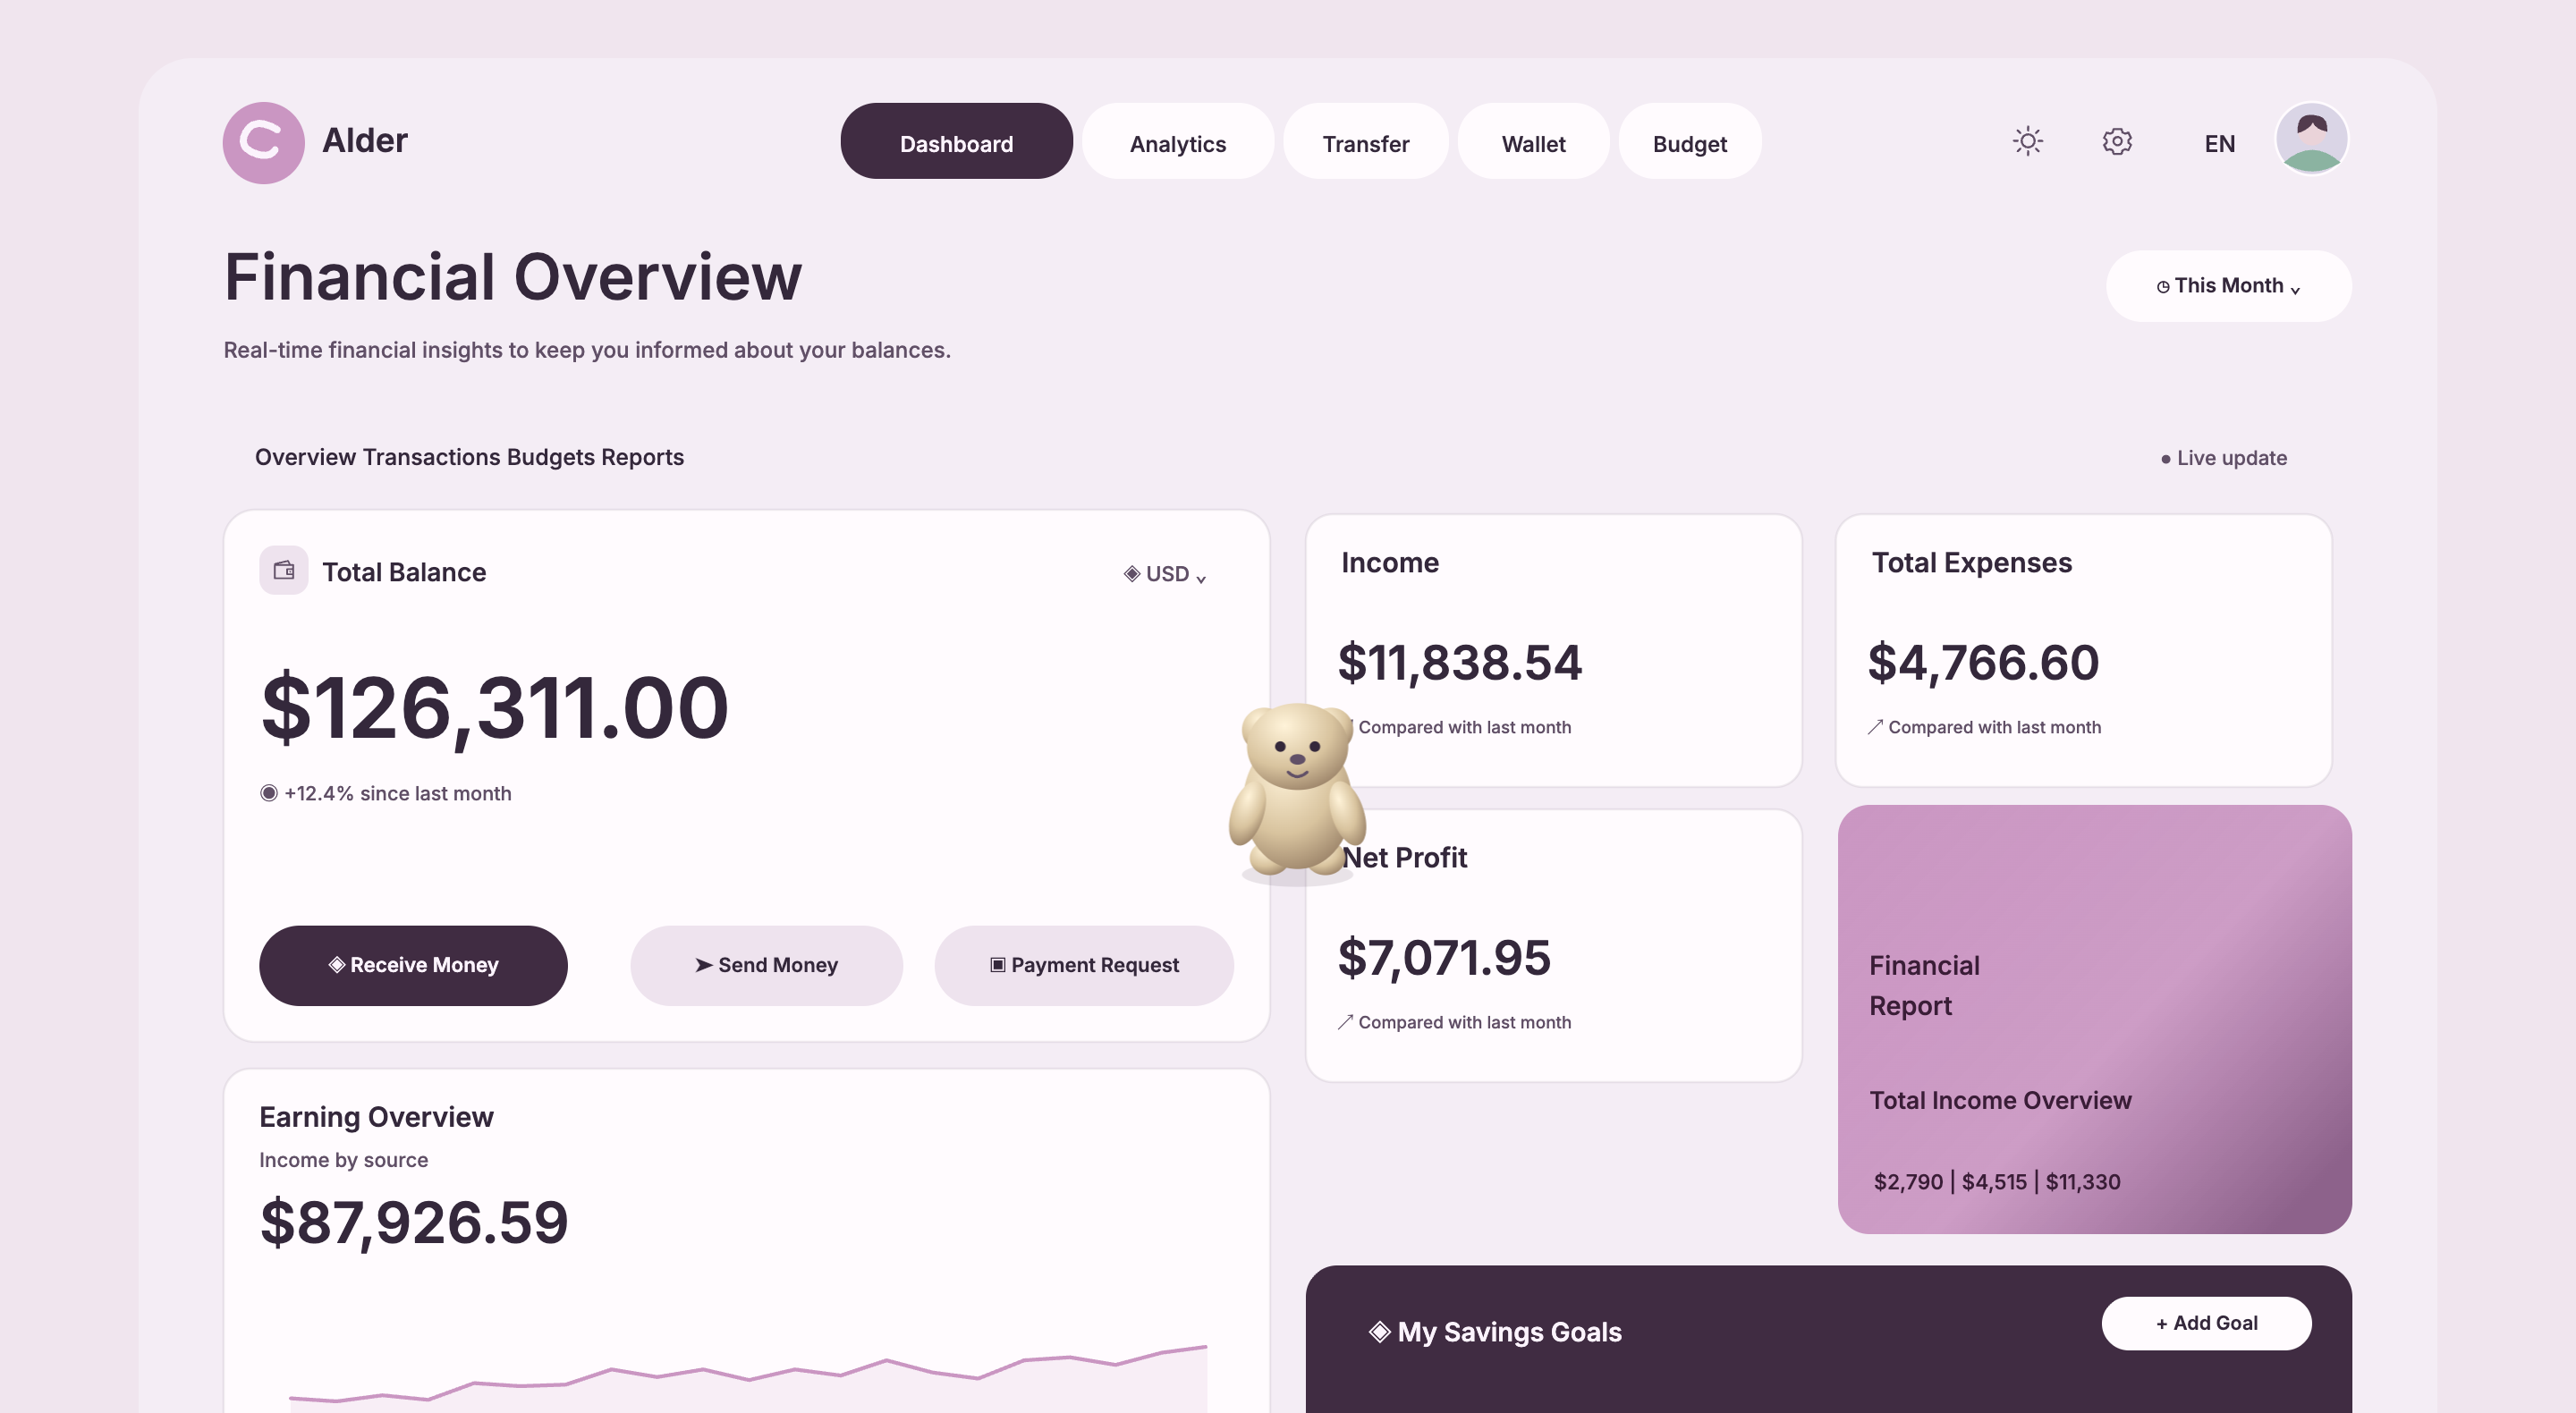 Alder
Dashboard
Analytics
Transfer
Wallet
Budget
EN
Financial Overview
This Month
Real-time financial insights to keep you informed about your balances.
Overview Transactions Budgets Reports
● Live update
Total Balance
◈ USD
$126,311.00
+12.4% since last month
◈ Receive Money
➤ Send Money
▣ Payment Request
Income
$11,838.54
Compared with last month
Total Expenses
$4,766.60
↗ Compared with last month
Net Profit
$7,071.95
↗ Compared with last month
Financial
Report
Total Income Overview
$2,790 | $4,515 | $11,330
Earning Overview
Income by source
$87,926.59
◈ My Savings Goals
+ Add Goal